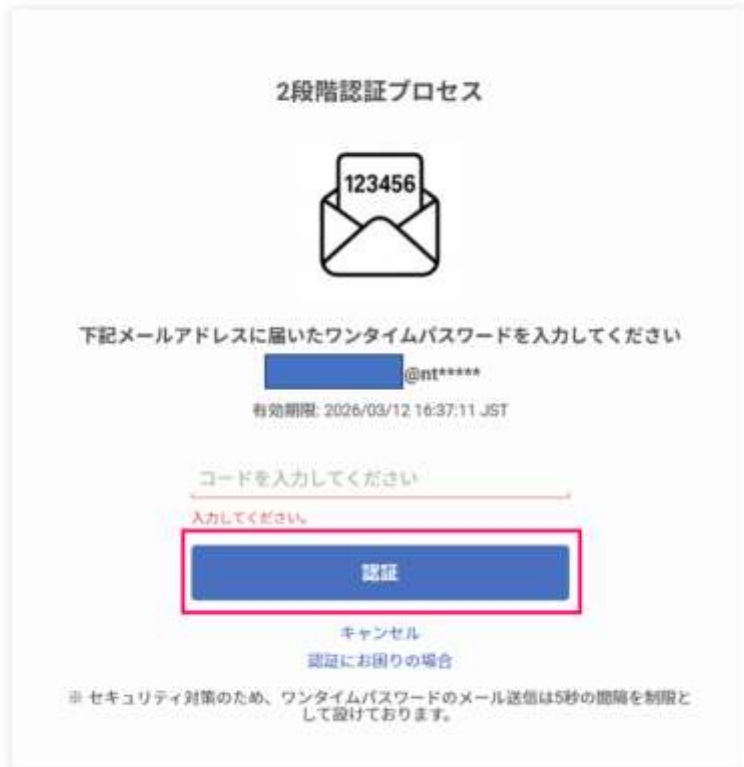 2段階認証プロセス
123456
下記メールアドレスに届いたワンタイムパスワードを入力してください
@nt*****
有効期限: 2026/03/12 16:37:11 JST
コードを入力してください
入力してください。
認証
キャンセル
認証にお困りの場合
※ セキュリティ対策のため、ワンタイムパスワードのメール送信は5秒の間隔を制限と
して設けております。